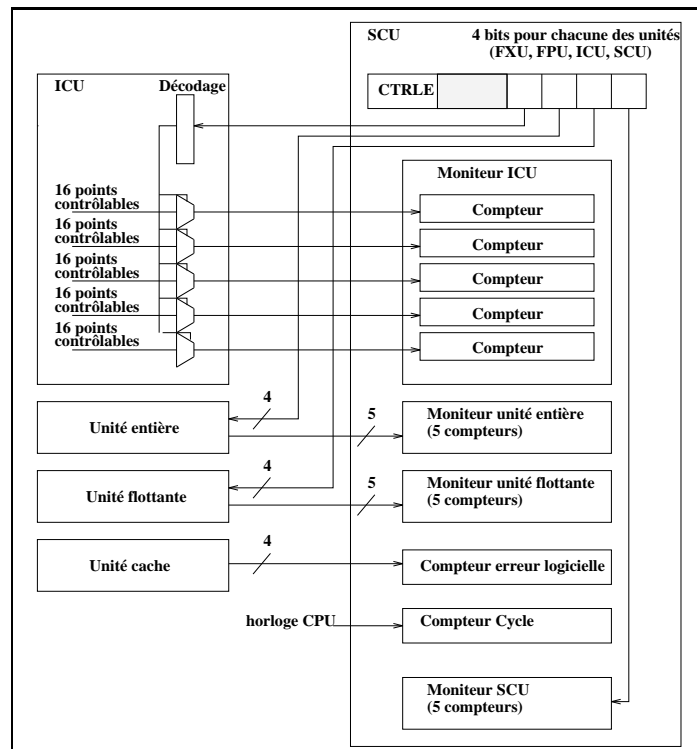 SCU
4 bits pour chacune des unités
(FXU, FPU, ICU, SCU)
CTRLE
ICU
Décodage
Moniteur ICU
16 points
contrôlables
Compteur
16 points
contrôlables
Compteur
16 points
contrôlables
Compteur
16 points
contrôlables
Compteur
16 points
contrôlables
Compteur
4
Unité entière
5
Moniteur unité entière
(5 compteurs)
4
Unité flottante
5
Moniteur unité flottante
(5 compteurs)
4
Unité cache
Compteur erreur logicielle
horloge CPU
Compteur Cycle
Moniteur SCU
(5 compteurs)